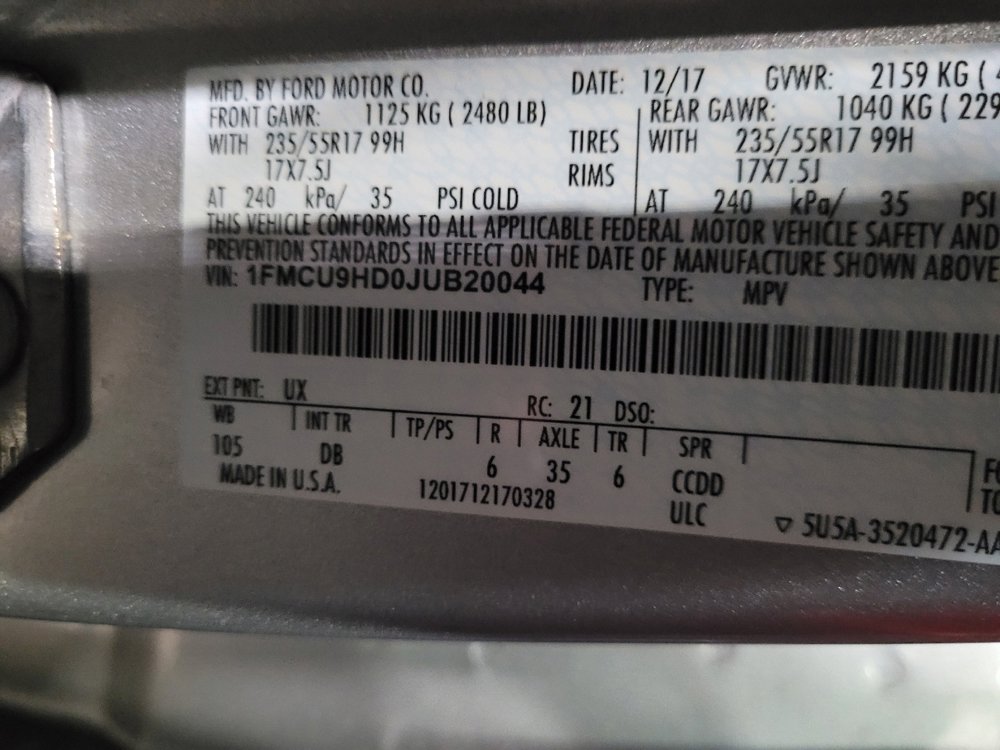 MFD. BY FORD MOTOR CO. DATE: 12/17 GVWR: 2159 KG (
FRONT GAWR: 1125 KG ( 2480 LB) REAR GAWR: 1040 KG ( 229
WITH 235/55R17 99H TIRES WITH 235/55R17 99H
17X7.5J RIMS 17X7.5J
AT 240 kPa/ 35 PSI COLD AT 240 kPa/ 35 PSI
THIS VEHICLE CONFORMS TO ALL APPLICABLE FEDERAL MOTOR VEHICLE SAFETY AND
PREVENTION STANDARDS IN EFFECT ON THE DATE OF MANUFACTURE SHOWN ABOVE
VIN: 1FMCU9HD0JUB20044 TYPE: MPV
EXT PNT: UX RC: 21 DSO:
WB INT TR TP/PS R AXLE TR SPR
105 DB 6 35 6 CCDD
MADE IN U.S.A. 1201712170328 ULC
▽ 5U5A-3520472-AA